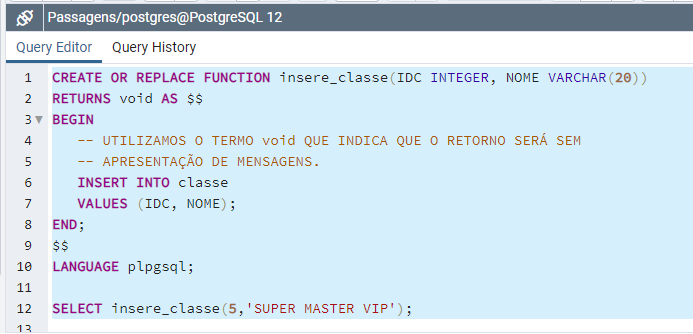 Passagens/postgres@PostgreSQL 12
Query Editor Query History
1 CREATE OR REPLACE FUNCTION insere_classe(IDC INTEGER, NOME VARCHAR(20))
2 RETURNS void AS $$
3 BEGIN
4 -- UTILIZAMOS O TERMO void QUE INDICA QUE O RETORNO SERÁ SEM
5 -- APRESENTAÇÃO DE MENSAGENS.
6 INSERT INTO classe
7 VALUES (IDC, NOME);
8 END;
9 $$
10 LANGUAGE plpgsql;
11
12 SELECT insere_classe(5,'SUPER MASTER VIP');
13